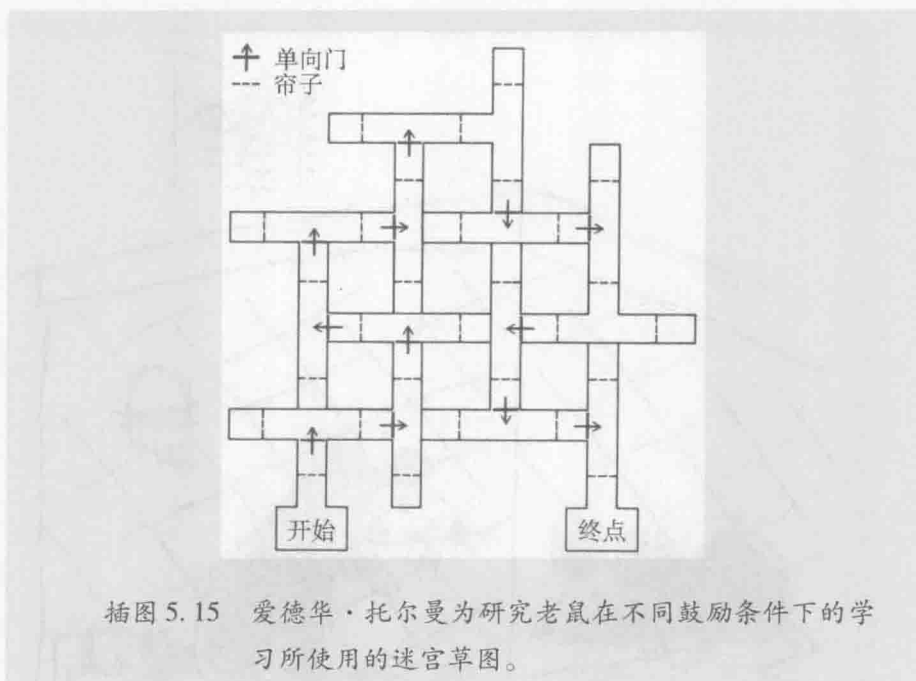 单向门
帘子
开始
终点
插图 5.15 爱德华·托尔曼为研究老鼠在不同鼓励条件下的学
习所使用的迷宫草图。